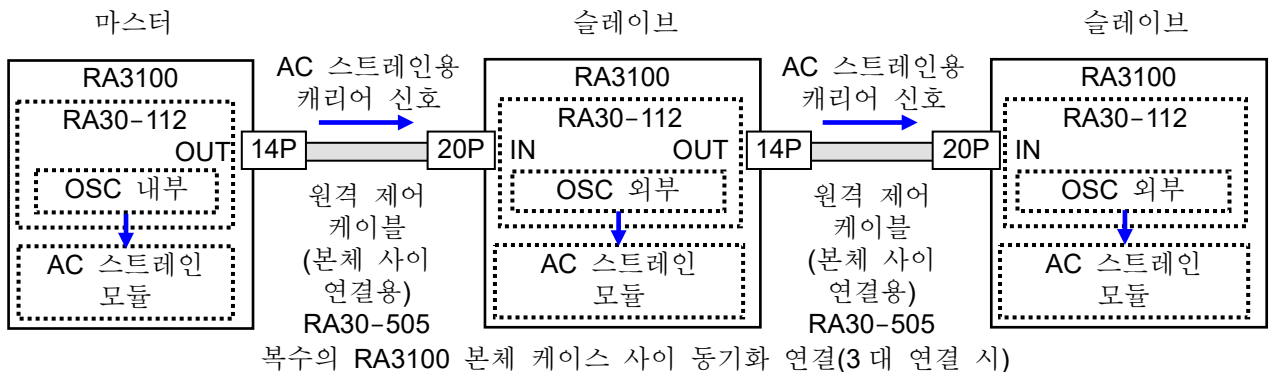 마스터
슬레이브
슬레이브
RA3100
RA30-112
OUT
OSC 내부
AC 스트레인
모듈
AC 스트레인용
캐리어 신호
14P
20P
원격 제어
케이블
(본체 사이
연결용)
RA30-505
RA3100
RA30-112
IN
OUT
OSC 외부
AC 스트레인
모듈
AC 스트레인용
캐리어 신호
14P
20P
원격 제어
케이블
(본체 사이
연결용)
RA30-505
RA3100
RA30-112
IN
OSC 외부
AC 스트레인
모듈
복수의 RA3100 본체 케이스 사이 동기화 연결(3 대 연결 시)